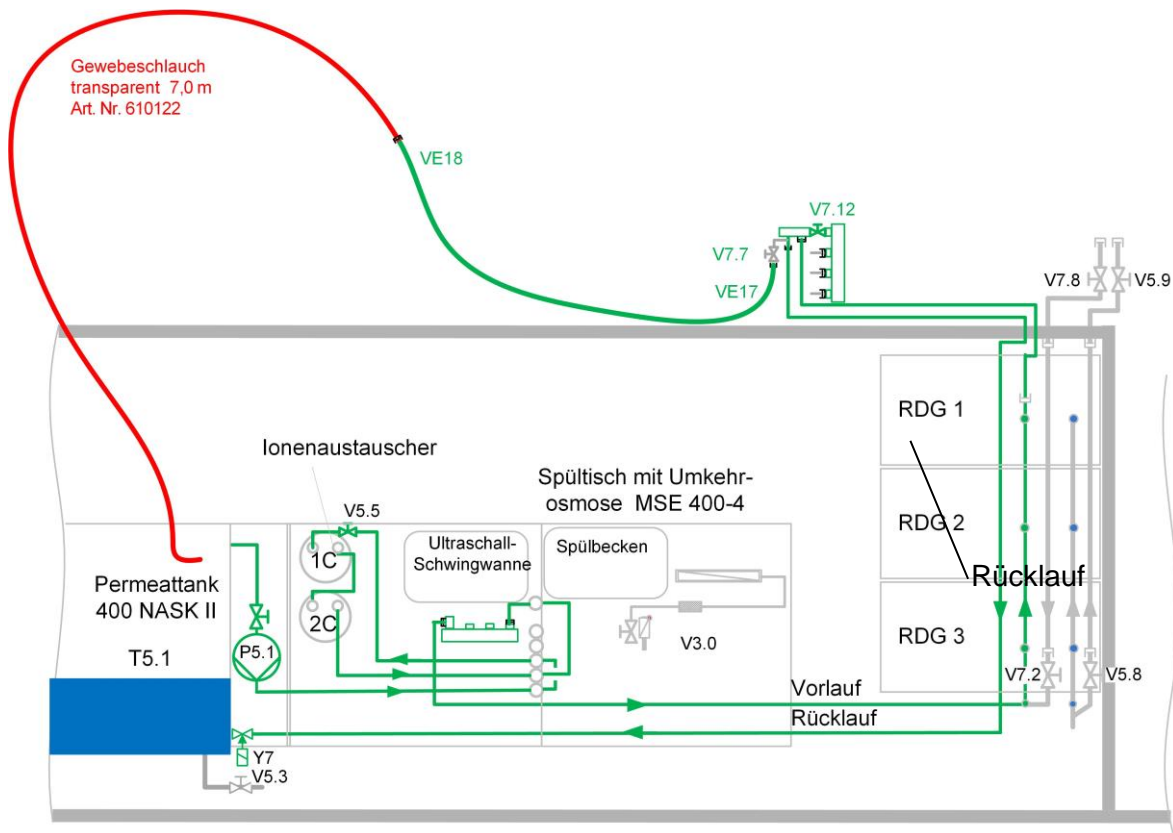 Gewebeschlauch
transparent 7,0 m
Art. Nr. 610122
VE18
V7.12
V7.7
VE17
V7.8
V5.9
RDG 1
Ionenaustauscher
Spültisch mit Umkehr-
osmose MSE 400-4
V5.5
1C
Ultraschall-
Schwingwanne
Spülbecken
RDG 2
Rücklauf
Permeattank
400 NASK II
2C
P5.1
T5.1
V3.0
RDG 3
V7.2
V5.8
Vorlauf
Rücklauf
Y7
V5.3